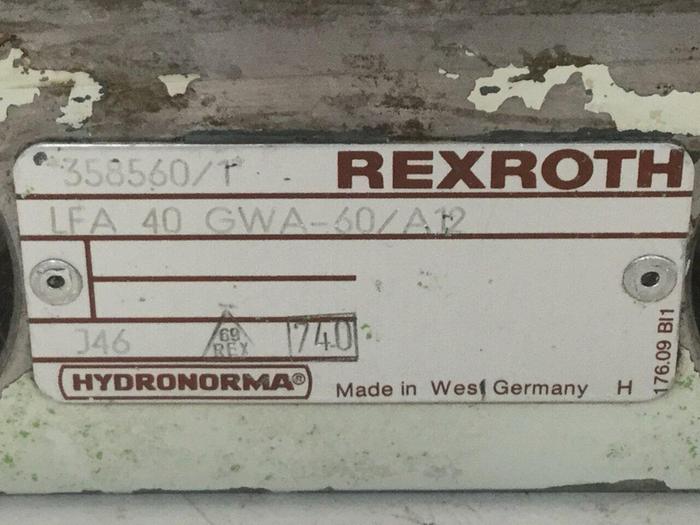 358560/1 REXROTH
LFA 40 GWA-60/A12
J46 69 REX 740
HYDRONORMA® Made in West Germany H
176.09 BI1